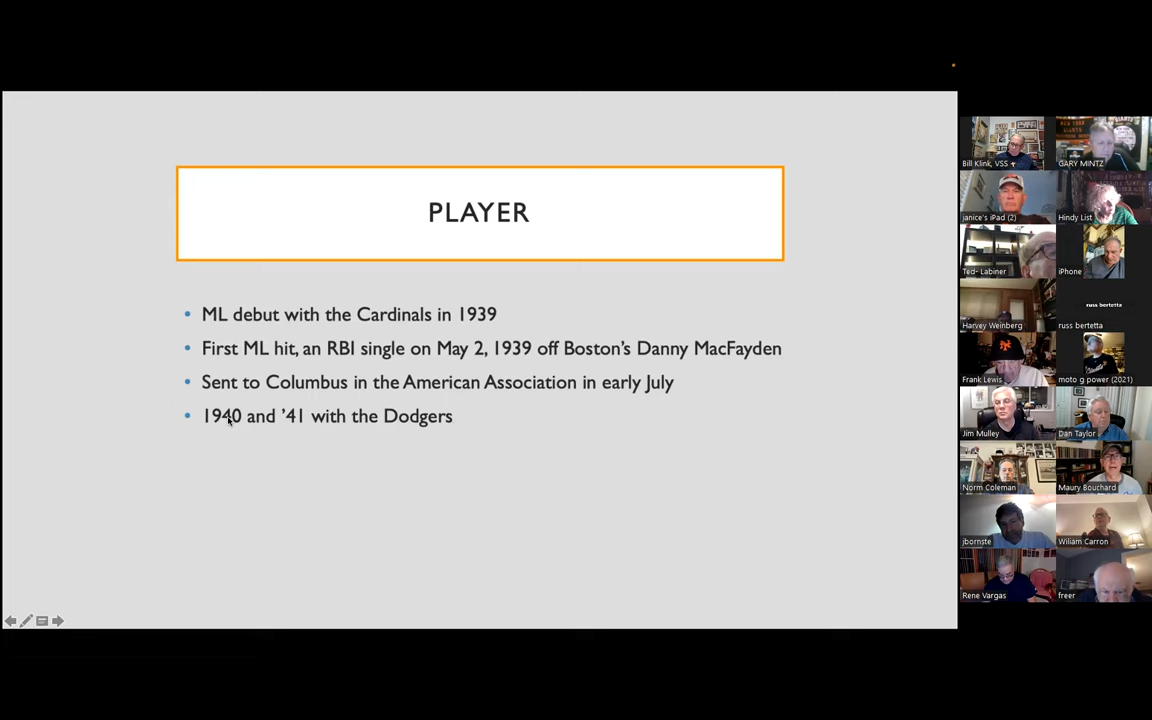 PLAYER
• ML debut with the Cardinals in 1939
• First ML hit, an RBI single on May 2, 1939 off Boston's Danny MacFayden
• Sent to Columbus in the American Association in early July
• 1940 and '41 with the Dodgers
Bill Klink, VSS
GARY MINTZ
janice's iPad (2)
Hindy List
Ted- Labiner
iPhone
Harvey Weinberg
russ bertetta
russ bertetta
Frank Lewis
moto g power (2021)
Jim Mulley
Dan Taylor
Norm Coleman
Maury Bouchard
jbornste
Wiliam Carron
Rene Vargas
freer